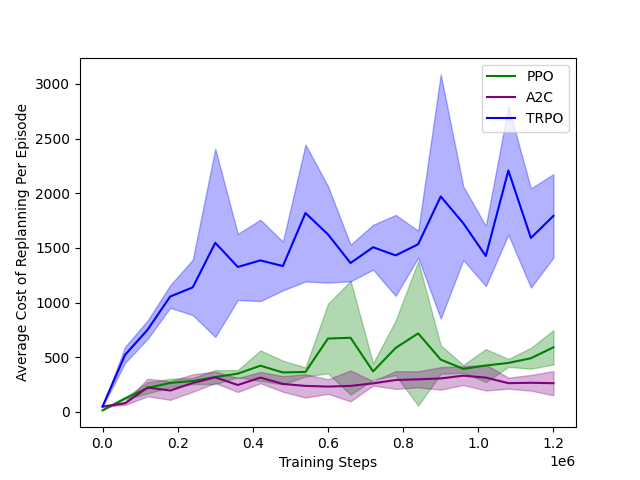 PPO
A2C
TRPO
Average Cost of Replanning Per Episode
3000
2500
2000
1500
1000
500
0
0.0 0.2 0.4 0.6 0.8 1.0 1.2
1e6
Training Steps